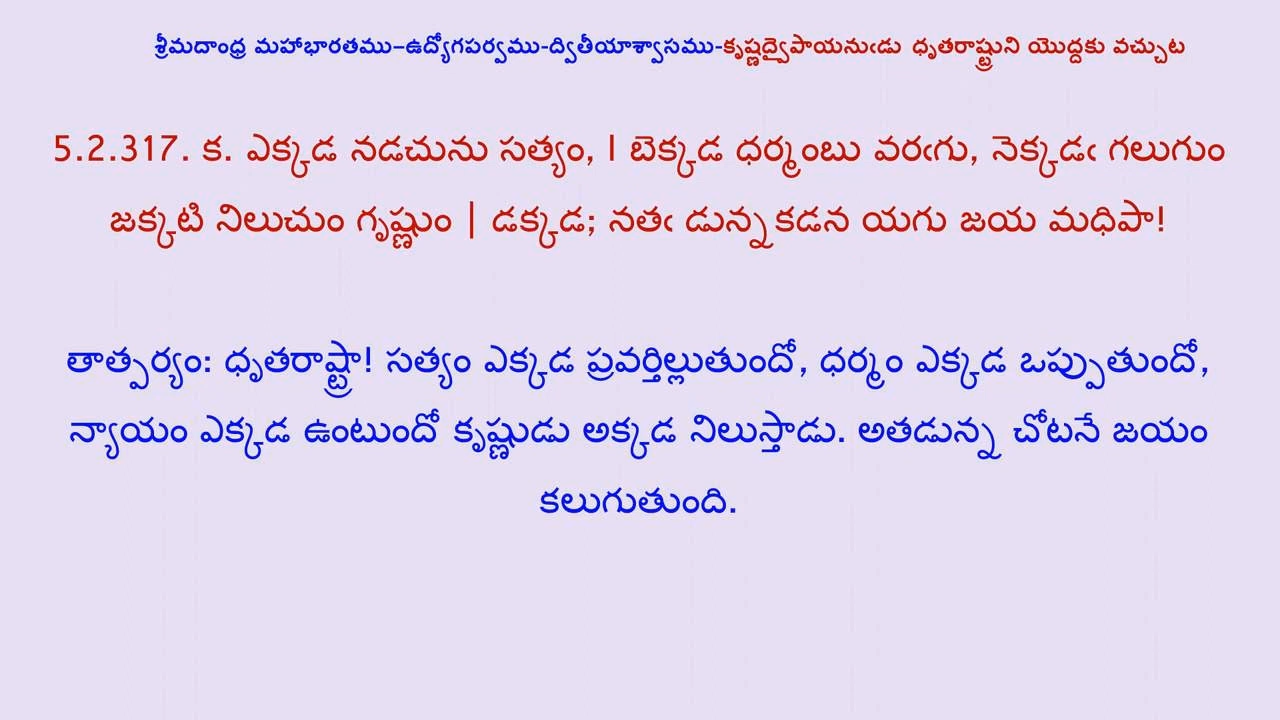 శ్రీమదాంధ్ర మహాభారతము–ఉద్యోగపర్వము-ద్వితీయాశ్వాసము-కృష్ణద్వైపాయనుఁడు ధృతరాష్ట్రుని యొద్దకు వచ్చుట
5.2.317. క. ఎక్కడ నడచును సత్యం, | బెక్కడ ధర్మంబు వరఁగు, నెక్కడఁ గలుగుం
జక్కటి నిలుచుం గృష్ణుం | డక్కడ; నతఁ డున్నకడన యగు జయ మధిపా!
తాత్పర్యం: ధృతరాష్ట్రా! సత్యం ఎక్కడ ప్రవర్తిల్లుతుందో, ధర్మం ఎక్కడ ఒప్పుతుందో,
న్యాయం ఎక్కడ ఉంటుందో కృష్ణుడు అక్కడ నిలుస్తాడు. అతడున్న చోటనే జయం
కలుగుతుంది.